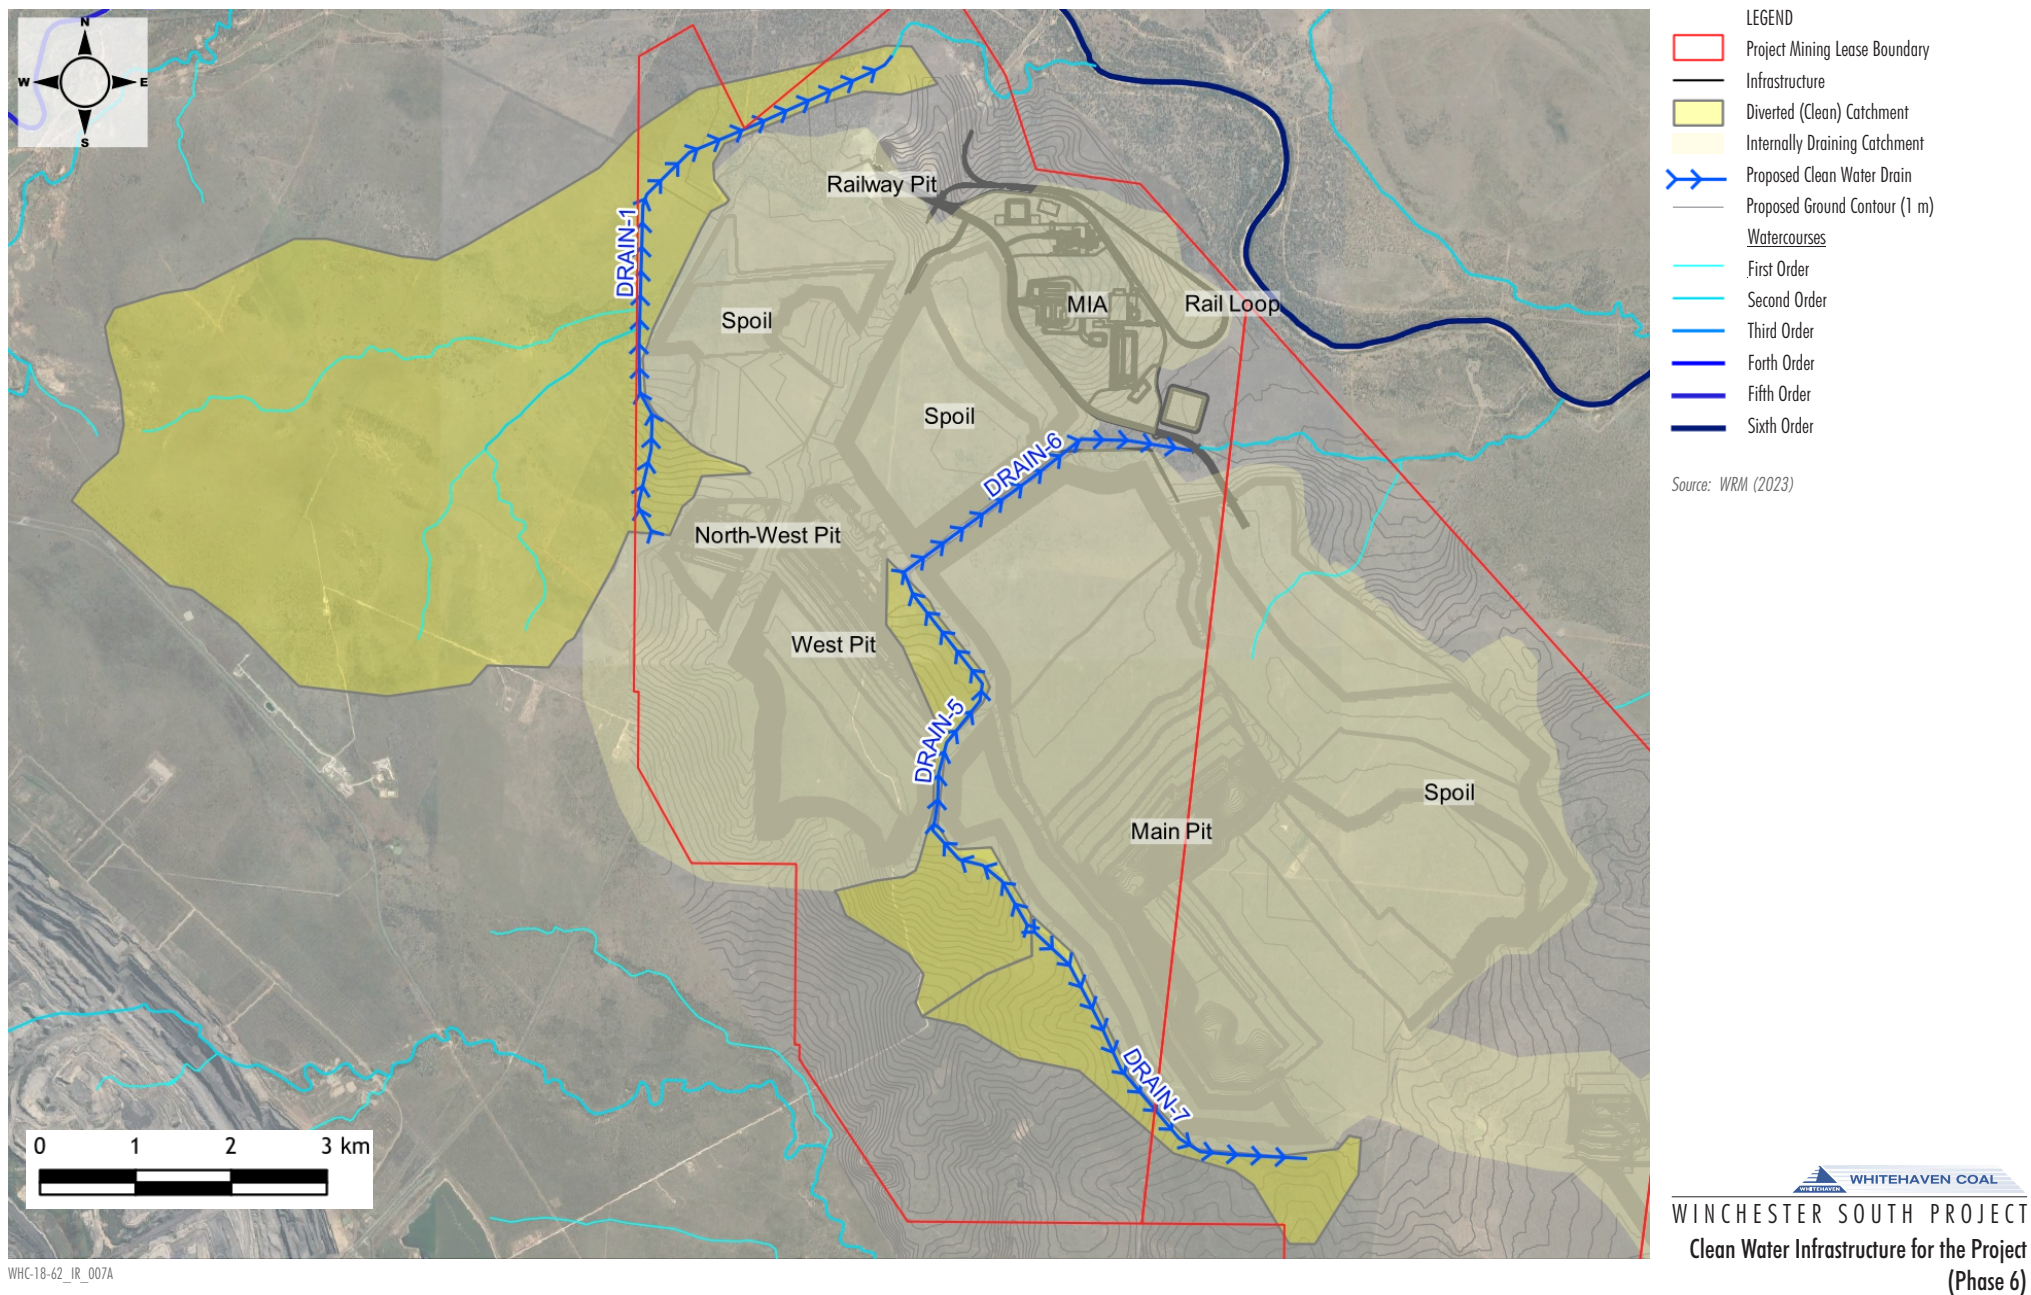 N
W
E
S
DRAIN-1
Railway Pit
Spoil
MIA
Rail Loop
Spoil
DRAIN-6
North-West Pit
West Pit
DRAIN-5
Spoil
Main Pit
DRAIN-7
0 1 2 3 km
WHC-18-62_IR_007A
LEGEND
Project Mining Lease Boundary
Infrastructure
Diverted (Clean) Catchment
Internally Draining Catchment
Proposed Clean Water Drain
Proposed Ground Contour (1 m)
Watercourses
First Order
Second Order
Third Order
Forth Order
Fifth Order
Sixth Order
Source: WRM (2023)
WHITEHAVEN
WHITEHAVEN COAL
WINCHESTER SOUTH PROJECT
Clean Water Infrastructure for the Project
(Phase 6)